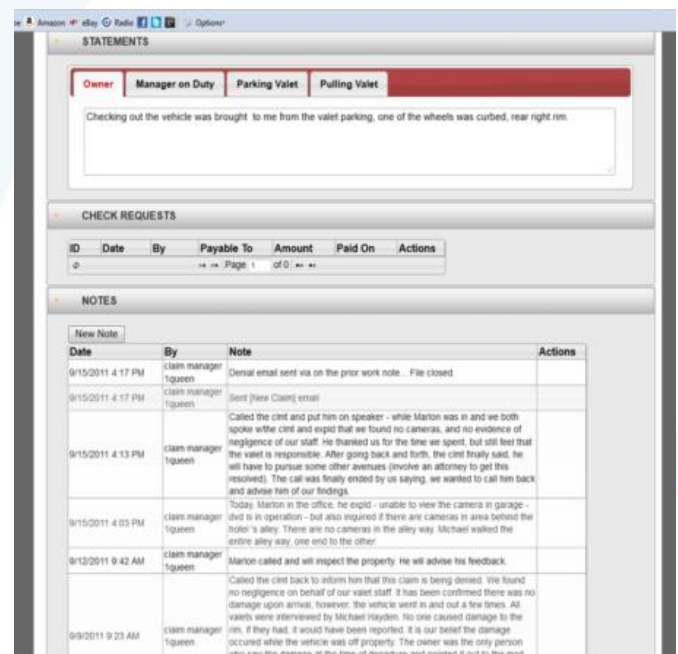 Amazon eBay Radio Options
STATEMENTS
Owner Manager on Duty Parking Valet Pulling Valet
Checking out the vehicle was brought to me from the valet parking, one of the wheels was curbed, rear right rim.
CHECK REQUESTS
ID Date By Payable To Amount Paid On Actions
Page 1 of 0
NOTES
New Note
Date By Note Actions
9/15/2011 4:17 PM claim manager 1queen Denial email sent via on the prior work note... File closed.
9/15/2011 4:17 PM claim manager 1queen Sent [New Claim] email
Called the clmt and put him on speaker - while Marlon was in and we both
spoke w/the clmt and expld that we found no cameras, and no evidence of
negligence of our staff. He thanked us for the time we spent, but still feel that
9/15/2011 4:13 PM claim manager 1queen the valet is responsible. After going back and forth, the clmt finally said, he
will have to pursue some other avenues (involve an attorney to get this
resolved). The call was finally ended by us saying, we wanted to call him back
and advise him of our findings.
Today, Marlon in the office, he expld - unable to view the camera in garage -
9/15/2011 4:03 PM claim manager 1queen dvd is in operation - but also inquired if there are cameras in area behind the
hotel 's alley. There are no cameras in the alley way. Michael walked the
entire alley way, one end to the other.
9/12/2011 9:42 AM claim manager 1queen Marlon called and will inspect the property. He will advise his feedback.
Called the clmt back to inform him that this claim is being denied. We found
no negligence on behalf of our valet staff. It has been confirmed there was no
damage upon arrival, however, the vehicle went in and out a few times. All
valets were interviewed by Michael Hayden. No one caused damage to the
9/9/2011 9:23 AM claim manager 1queen rim, if they had, it would have been reported. It is our belief the damage
occured while the vehicle was off property. The owner was the only person